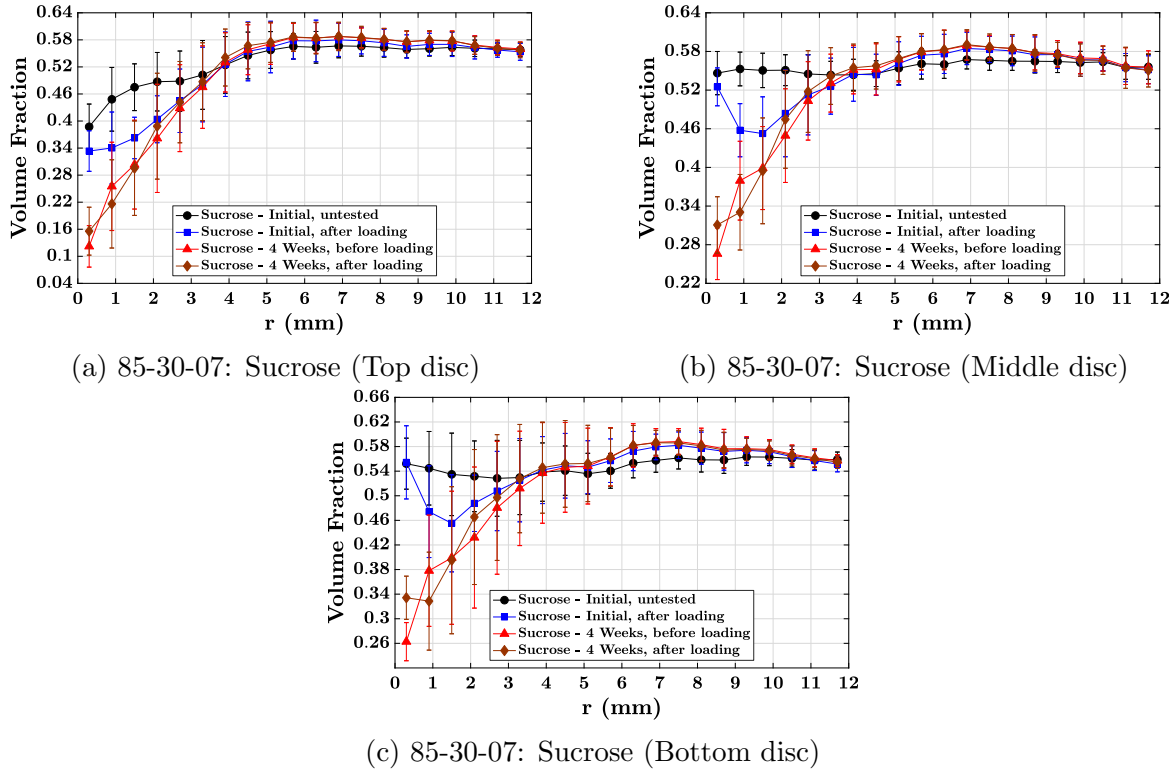 0.64
0.58
0.52
0.46
0.4
0.34
0.28
0.22
0.16
0.1
0.04
Volume Fraction
Sucrose - Initial, untested
Sucrose - Initial, after loading
Sucrose - 4 Weeks, before loading
Sucrose - 4 Weeks, after loading
0 1 2 3 4 5 6 7 8 9 10 11 12
r (mm)
(a) 85-30-07: Sucrose (Top disc)
0.64
0.58
0.52
0.46
0.4
0.34
0.28
0.22
Volume Fraction
Sucrose - Initial, untested
Sucrose - Initial, after loading
Sucrose - 4 Weeks, before loading
Sucrose - 4 Weeks, after loading
0 1 2 3 4 5 6 7 8 9 10 11 12
r (mm)
(b) 85-30-07: Sucrose (Middle disc)
0.66
0.62
0.58
0.54
0.5
0.46
0.42
0.38
0.34
0.3
0.26
Volume Fraction
Sucrose - Initial, untested
Sucrose - Initial, after loading
Sucrose - 4 Weeks, before loading
Sucrose - 4 Weeks, after loading
0 1 2 3 4 5 6 7 8 9 10 11 12
r (mm)
(c) 85-30-07: Sucrose (Bottom disc)